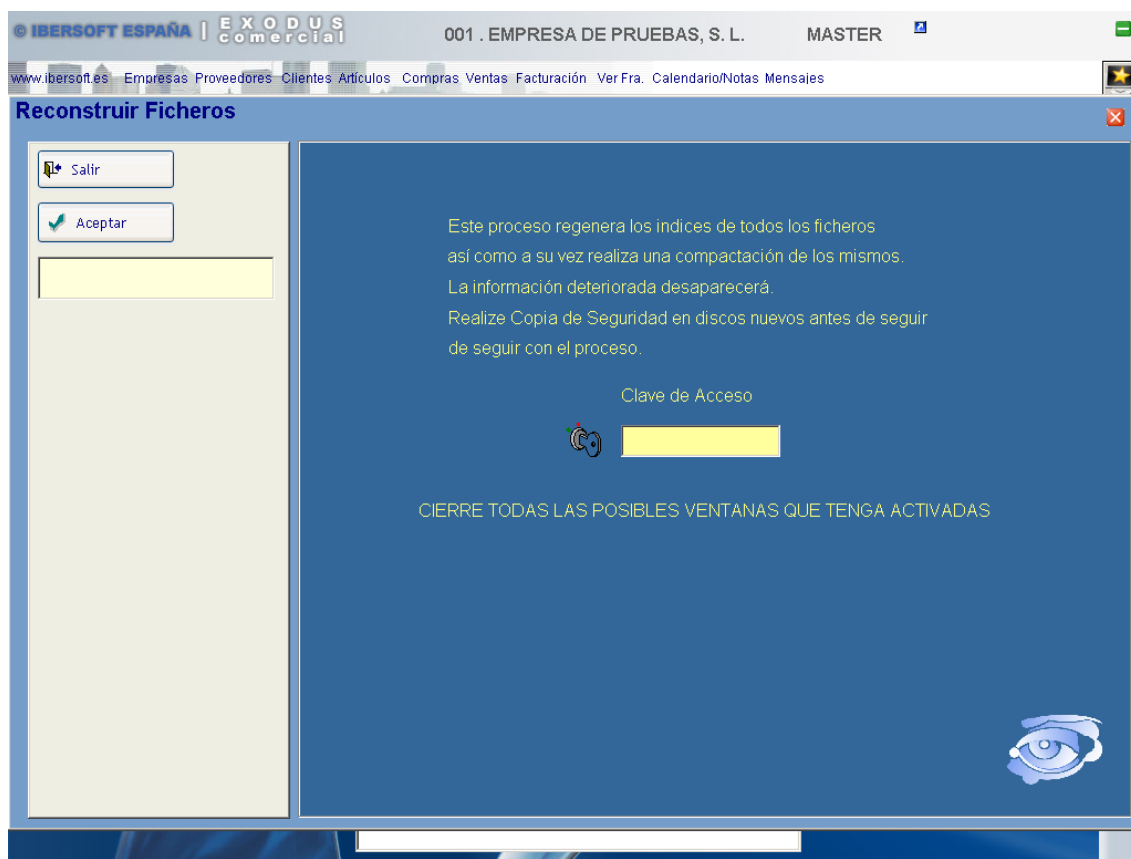 © IBERSOFT ESPAÑA | EXODUS comercial 001 . EMPRESA DE PRUEBAS, S. L. MASTER
www.ibersoft.es Empresas Proveedores Clientes Artículos Compras Ventas Facturación Ver Fra. Calendario/Notas Mensajes
Reconstruir Ficheros
Salir
Aceptar
Este proceso regenera los indices de todos los ficheros
así como a su vez realiza una compactación de los mismos.
La información deteriorada desaparecerá.
Realize Copia de Seguridad en discos nuevos antes de seguir
de seguir con el proceso.
Clave de Acceso
CIERRE TODAS LAS POSIBLES VENTANAS QUE TENGA ACTIVADAS